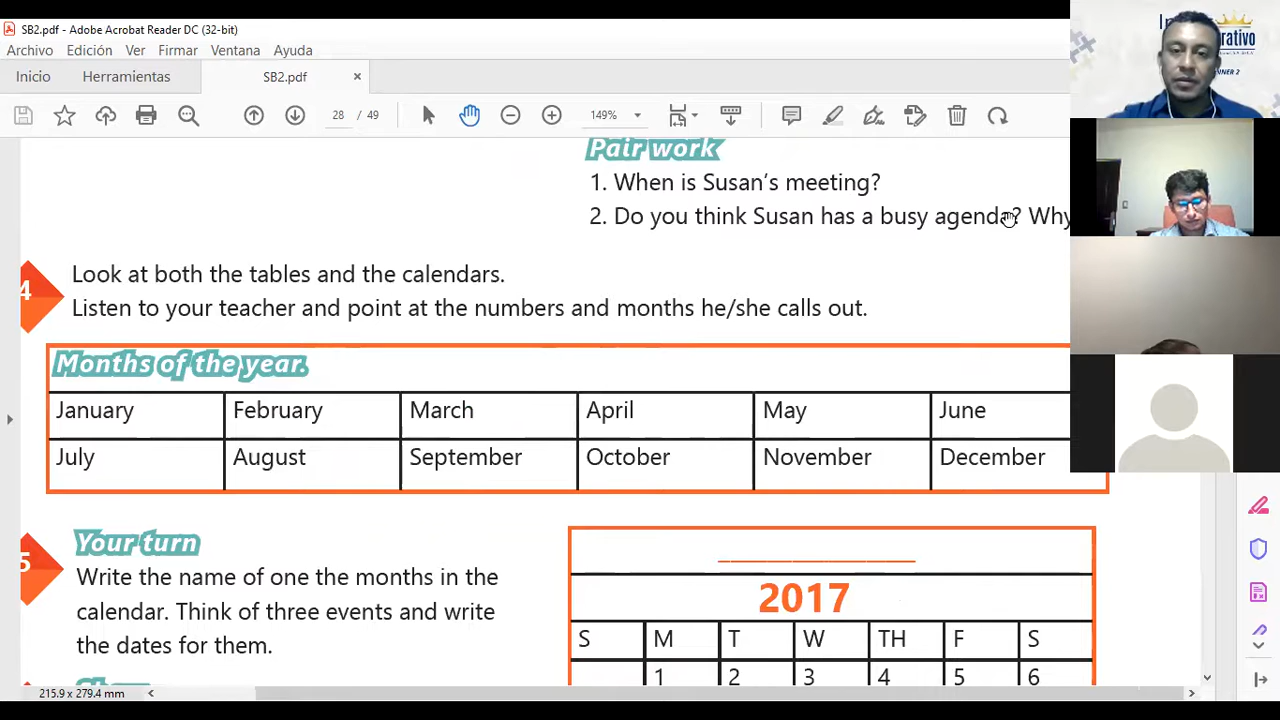 SB2.pdf - Adobe Acrobat Reader DC (32-bit)
Archivo Edición Ver Firmar Ventana Ayuda
Inicio Herramientas SB2.pdf ×
28 / 49 149%
Pair work
1. When is Susan's meeting?
2. Do you think Susan has a busy agenda? Why
4
Look at both the tables and the calendars.
Listen to your teacher and point at the numbers and months he/she calls out.
Months of the year.
January February March April May June
July August September October November December
5
Your turn
Write the name of one the months in the
calendar. Think of three events and write
the dates for them.
2017
S M T W TH F S
1 2 3 4 5 6
215.9 x 279.4 mm